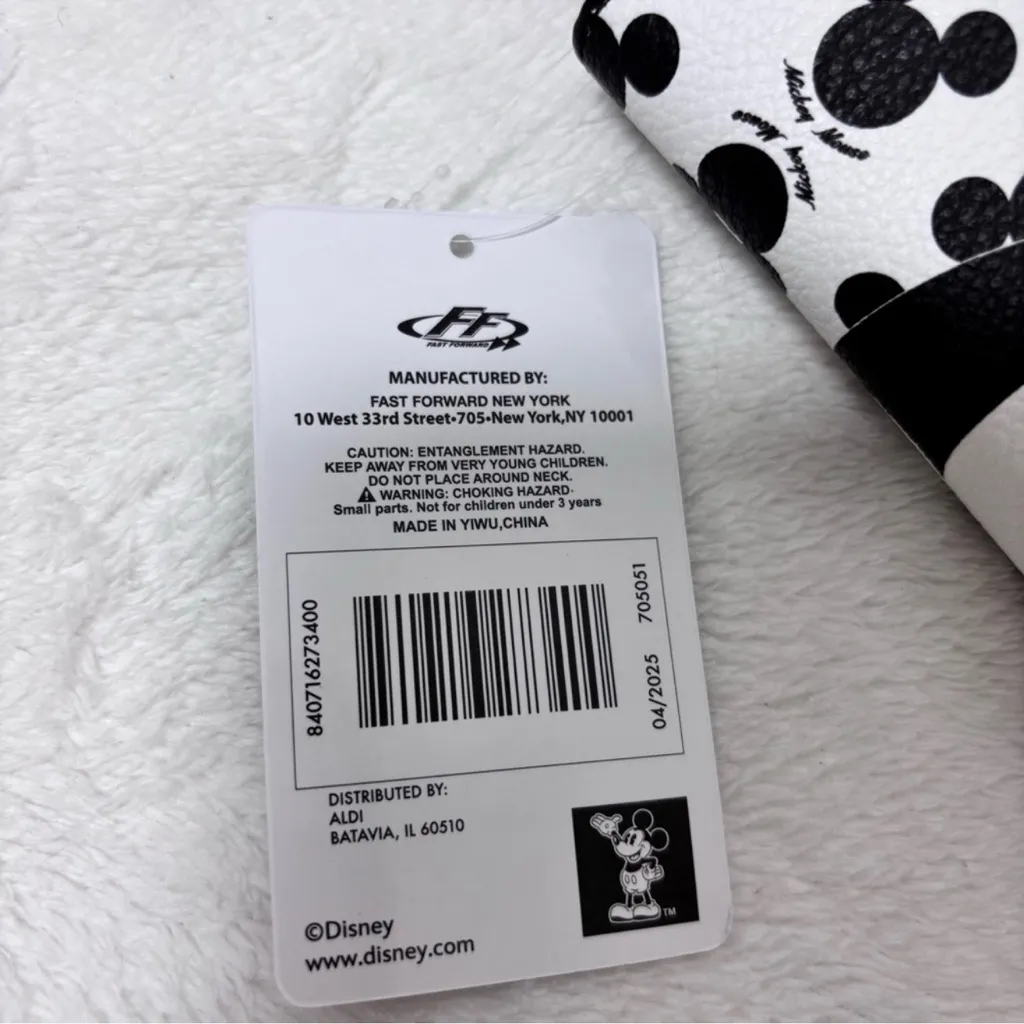 Mickey Mouse
Mickey Mouse
FF
FAST FORWARD
MANUFACTURED BY:
FAST FORWARD NEW YORK
10 West 33rd Street•705•New York,NY 10001
CAUTION: ENTANGLEMENT HAZARD.
KEEP AWAY FROM VERY YOUNG CHILDREN.
DO NOT PLACE AROUND NECK.
WARNING: CHOKING HAZARD·
Small parts. Not for children under 3 years
MADE IN YIWU,CHINA
840716273400
04/2025 705051
DISTRIBUTED BY:
ALDI
BATAVIA, IL 60510
TM
©Disney
www.disney.com